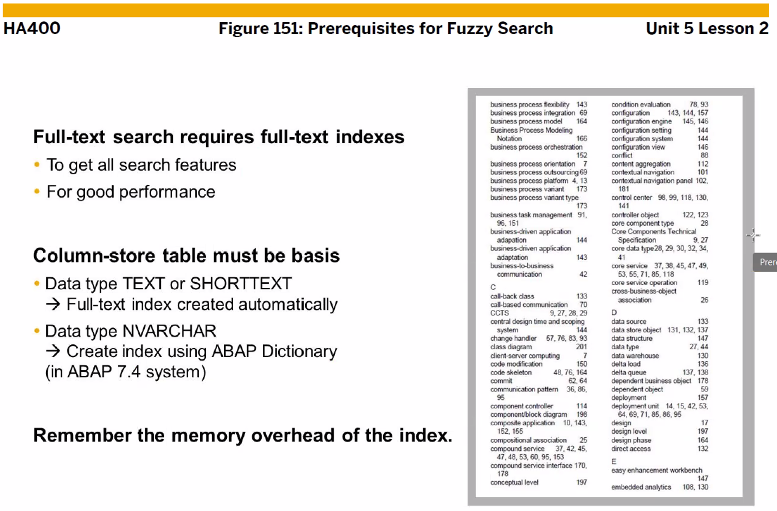 HA400
Figure 151: Prerequisites for Fuzzy Search
Unit 5 Lesson 2
Full-text search requires full-text indexes
• To get all search features
• For good performance
Column-store table must be basis
• Data type TEXT or SHORTTEXT
→ Full-text index created automatically
• Data type NVARCHAR
→ Create index using ABAP Dictionary
(in ABAP 7.4 system)
Remember the memory overhead of the index.
business process flexibility 143
business process integration 69
business process model 164
Business Process Modeling
Notation 166
business process orchestration
152
business process orientation 7
business process outsourcing 69
business process platform 4, 13
business process variant 173
business process variant type
173
business task management 91,
96, 151
business-driven application
adapation 144
business-driven application
adaptation 143
business-to-business
communication 42
C
call-back class 133
call-based communication 70
CCTS 9, 27, 28, 29
central design time and scoping
system 144
change handler 57, 76, 83, 93
class diagram 201
client-server computing 7
code modification 150
code skeleton 48, 76, 164
commit 62, 64
communication pattern 36, 86,
95
component controller 114
component/block diagram 198
composite application 10, 143,
152, 155
compositional association 25
compound service 37, 42, 45,
47, 48, 53, 60, 95, 153
compound service interface 170,
178
conceptual level 197
condition evaluation 78, 93
configuration 143, 144, 157
configuration engine 145, 146
configuration setting 144
configuration system 144
configuration view 146
conflict 88
content aggregation 112
contextual navigation 101
contextual navigation panel 102,
181
control center 98, 99, 118, 130,
141
controller object 122, 123
core component type 28
Core Components Technical
Specification 9, 27
core data type 28, 29, 30, 32, 34,
41
core service 37, 38, 45, 47, 49,
53, 55, 71, 85, 118
core service operation 119
cross-business-object
association 26
D
data source 133
data store object 131, 132, 137
data structure 147
data type 27, 44
data warehouse 130
delta load 136
delta queue 137, 138
dependent business object 178
dependent object 59
deployment 157
deployment unit 14, 15, 42, 53,
64, 69, 71, 85, 86, 95
design 17
design level 197
design phase 164
direct access 132
E
easy enhancement workbench
147
embedded analytics 108, 130